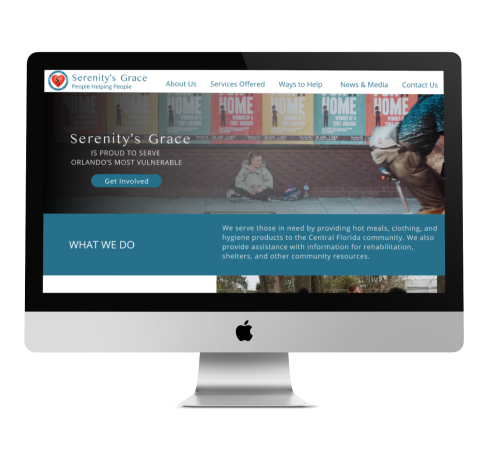 Serenity's Grace
People Helping People
About Us Services Offered Ways to Help News & Media Contact Us
HOME HOME HOME HOME HOME
Serenity's Grace
IS PROUD TO SERVE
ORLANDO'S MOST VULNERABLE
Get Involved
WHAT WE DO
We serve those in need by providing hot meals, clothing, and
hygiene products to the Central Florida community. We also
provide assistance with information for rehabilitation,
shelters, and other community resources.